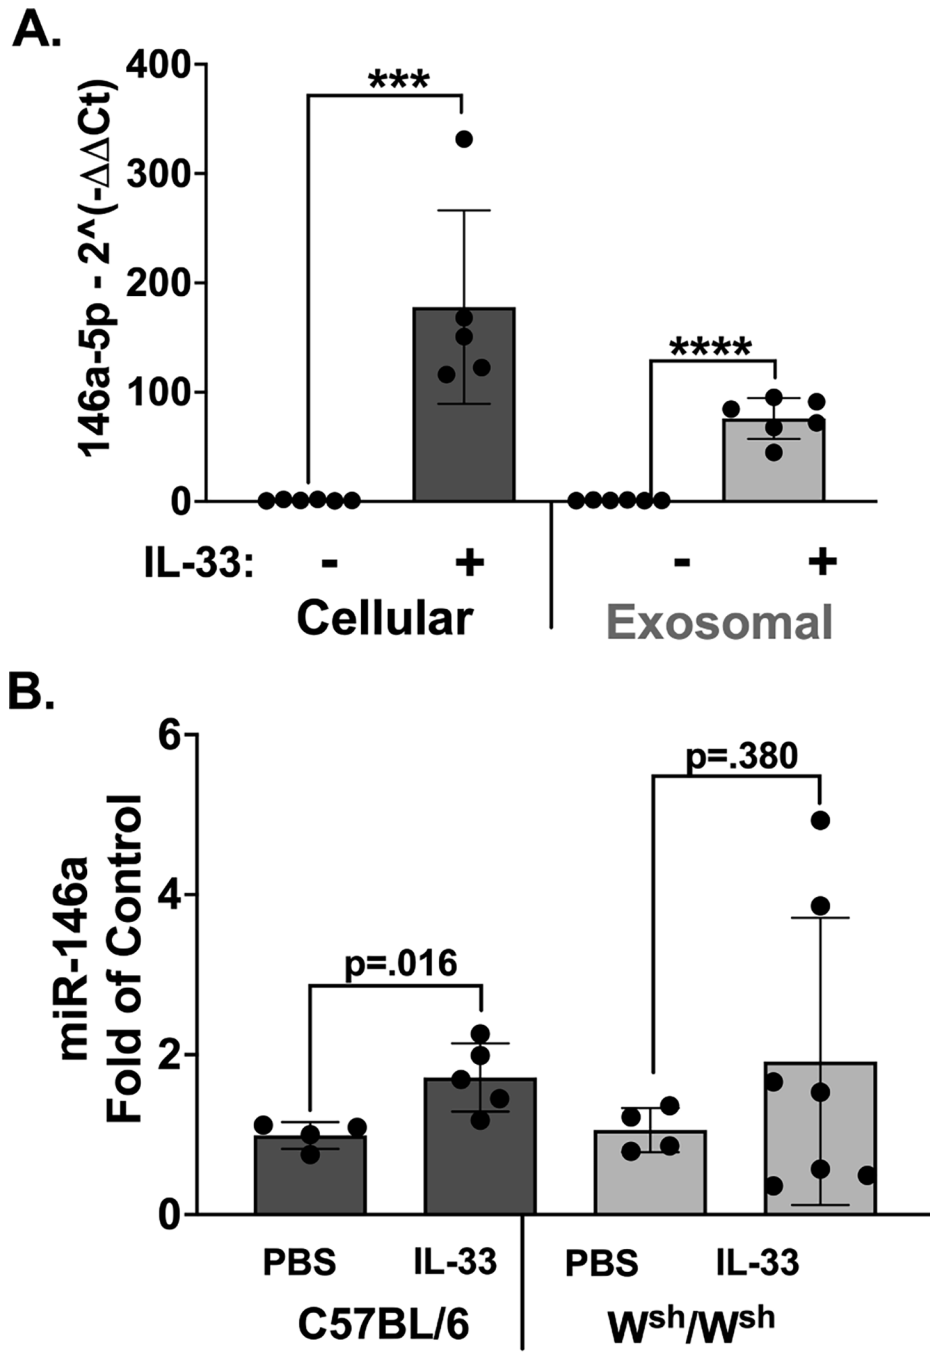 A.
146a-5p - 2^(-ΔΔCt)
400
300
200
100
0
***
****
IL-33: - + - +
Cellular Exosomal
B.
miR-146a
Fold of Control
6
4
2
0
p=.016
p=.380
PBS IL-33 PBS IL-33
C57BL/6 Wsh/Wsh